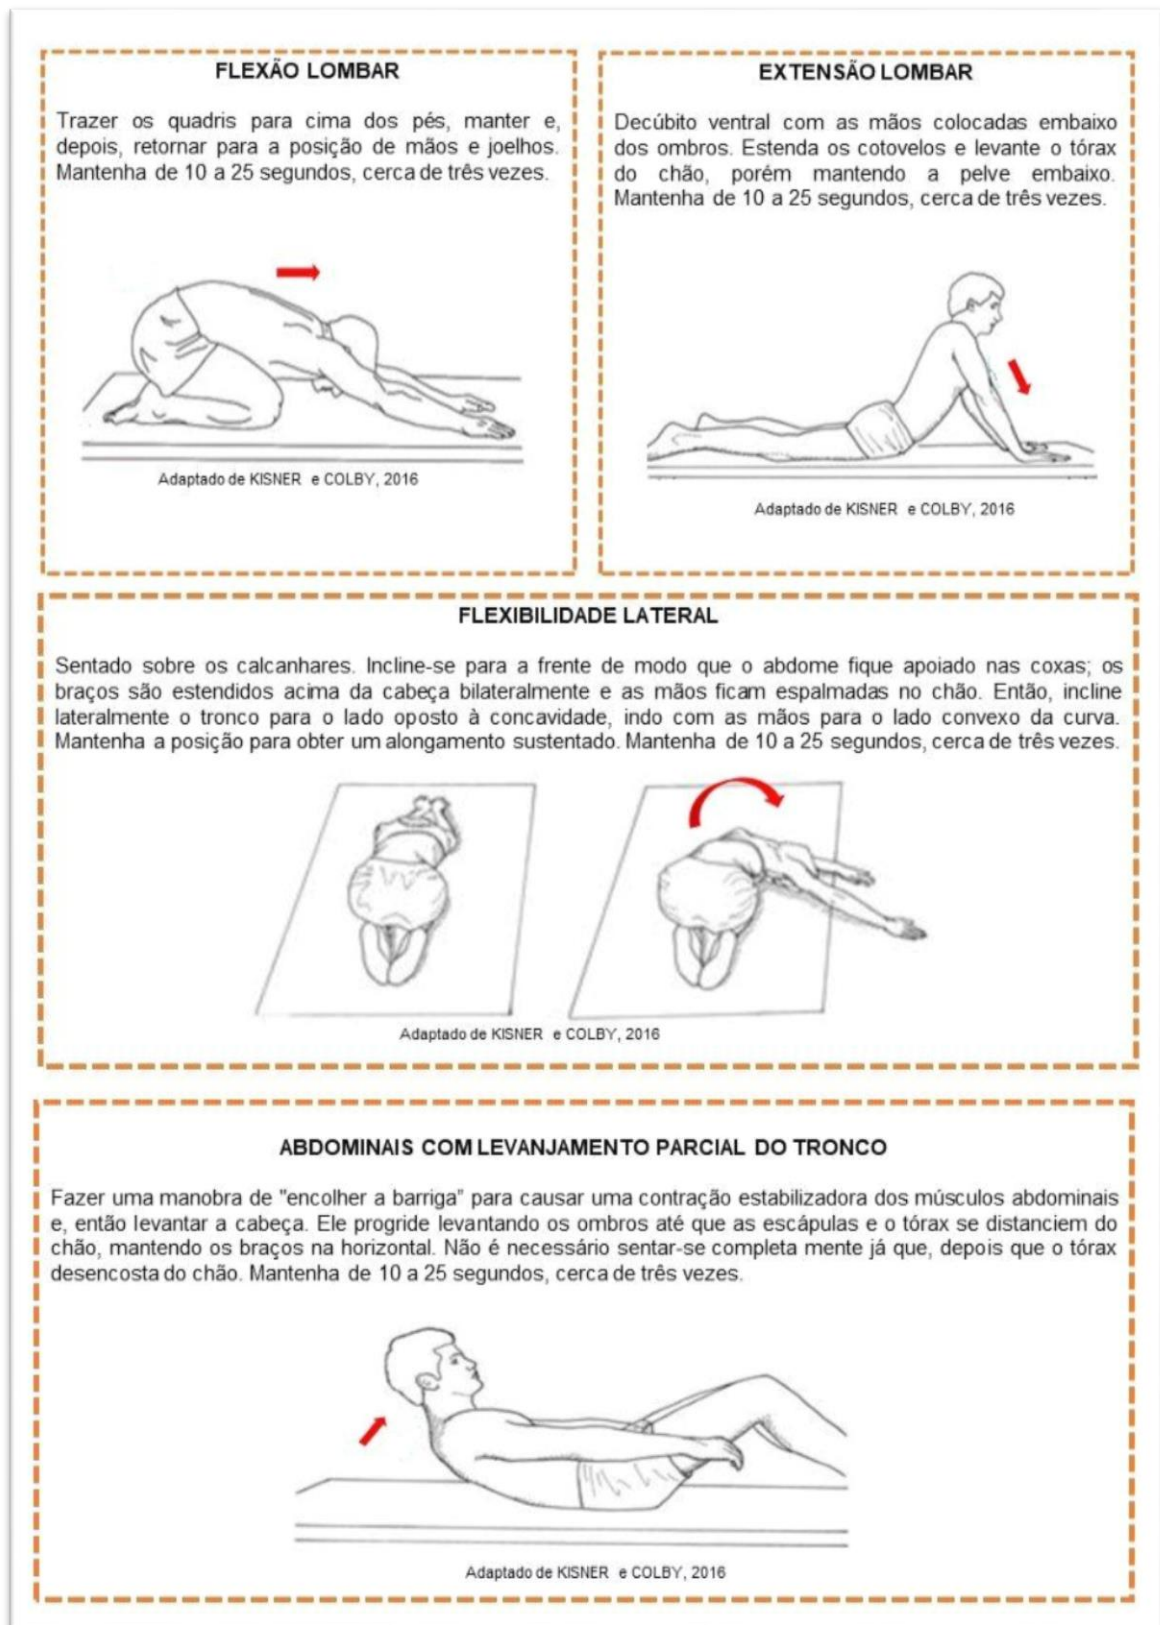 FLEXÃO LOMBAR
Trazer os quadris para cima dos pés, manter e,
depois, retornar para a posição de mãos e joelhos.
Mantenha de 10 a 25 segundos, cerca de três vezes.
Adaptado de KISNER e COLBY, 2016
EXTENSÃO LOMBAR
Decúbito ventral com as mãos colocadas embaixo
dos ombros. Estenda os cotovelos e levante o tórax
do chão, porém mantendo a pelve embaixo.
Mantenha de 10 a 25 segundos, cerca de três vezes.
Adaptado de KISNER e COLBY, 2016
FLEXIBILIDADE LATERAL
Sentado sobre os calcanhares. Incline-se para a frente de modo que o abdome fique apoiado nas coxas; os
braços são estendidos acima da cabeça bilateralmente e as mãos ficam espalmadas no chão. Então, incline
lateralmente o tronco para o lado oposto à concavidade, indo com as mãos para o lado convexo da curva.
Mantenha a posição para obter um alongamento sustentado. Mantenha de 10 a 25 segundos, cerca de três vezes.
Adaptado de KISNER e COLBY, 2016
ABDOMINAIS COM LEVANJAMENTO PARCIAL DO TRONCO
Fazer uma manobra de "encolher a barriga" para causar uma contração estabilizadora dos músculos abdominais
e, então levantar a cabeça. Ele progride levantando os ombros até que as escápulas e o tórax se distanciem do
chão, mantendo os braços na horizontal. Não é necessário sentar-se completa mente já que, depois que o tórax
desencosta do chão. Mantenha de 10 a 25 segundos, cerca de três vezes.
Adaptado de KISNER e COLBY, 2016